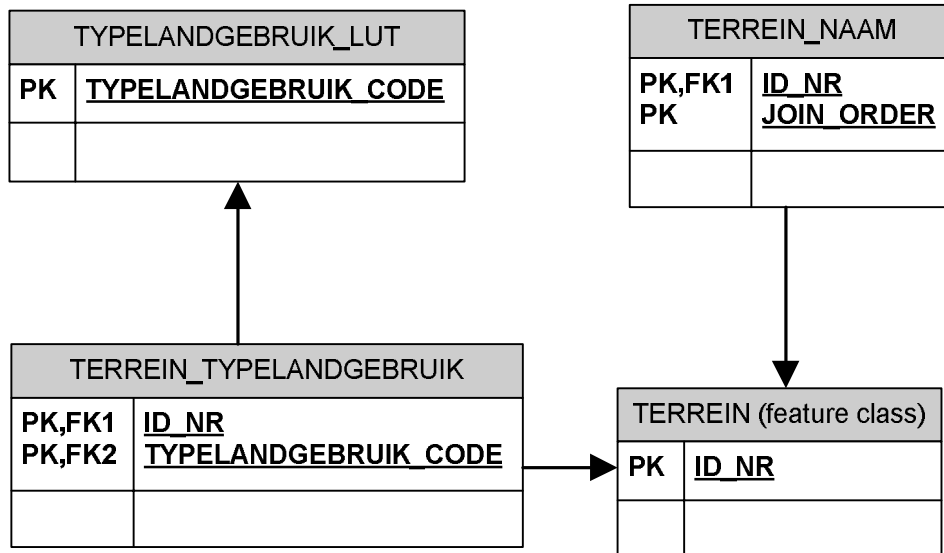 TYPELANDGEBRUIK_LUT
PK TYPELANDGEBRUIK_CODE
TERREIN_NAAM
PK,FK1 ID_NR
PK JOIN_ORDER
TERREIN_TYPELANDGEBRUIK
PK,FK1 ID_NR
PK,FK2 TYPELANDGEBRUIK_CODE
TERREIN (feature class)
PK ID_NR